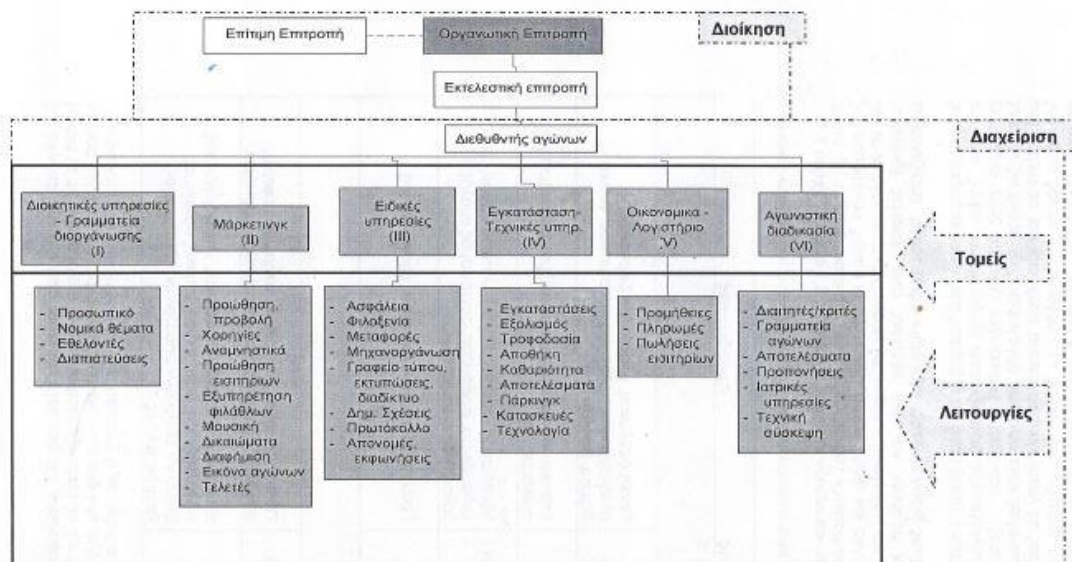 Επίτιμη Επιτροπή
Οργανωτική Επιτροπή
Διοίκηση
Εκτελεστική επιτροπή
Διεθυθντής αγώνων
Διαχείριση
Διοικητικές υπηρεσίες
- Γραμματεία
διοργάνωσης
(I)
Μάρκετινγκ
(II)
Ειδικές
υπηρεσίες
(III)
Εγκατάσταση-
Τεχνικές υπηρ.
(IV)
Οικονομικά -
Λογιστήριο
V)
Αγωνιστική
διαδικασία
(VI)
Τομείς
- Προσωπικό
- Νομικά θέματα
- Εθελοντές
- Διαπιστεύσεις
- Προώθηση,
προβολή
- Χορηγίες
- Αναμνηστικά
- Προώθηση
εισιτηρίων
- Εξυπηρέτηση
φιλάθλων
- Μουσική
- Δικαιώματα
- Διαφήμιση
- Εικόνα αγώνων
- Τελετές
- Ασφάλεια
- Φιλοξενία
- Μεταφορές
- Μηχανοργάνωση
- Γραφείο τύπου,
εκτυπώσεις,
διαδίκτυο
- Δημ. Σχέσεις
- Πρωτόκολλο
- Απονομές,
εκφωνήσεις
- Εγκαταστάσεις
- Εξολισμός
- Τροφοδοσία
- Αποθήκη
- Καθαριότητα
- Αποτελέσματα
- Πάρκινγκ
- Κατασκευές
- Τεχνολογία
- Προμήθειες
- Πληρωμές
- Πωλήσεις
εισιτηρίων
- Διαιτητές/κριτές
- Γραμματεία
αγώνων
- Αποτελέσματα
- Προπονήσεις
- Ιατρικές
υπηρεσίες
- Τεχνική
σύσκεψη
Λειτουργίες